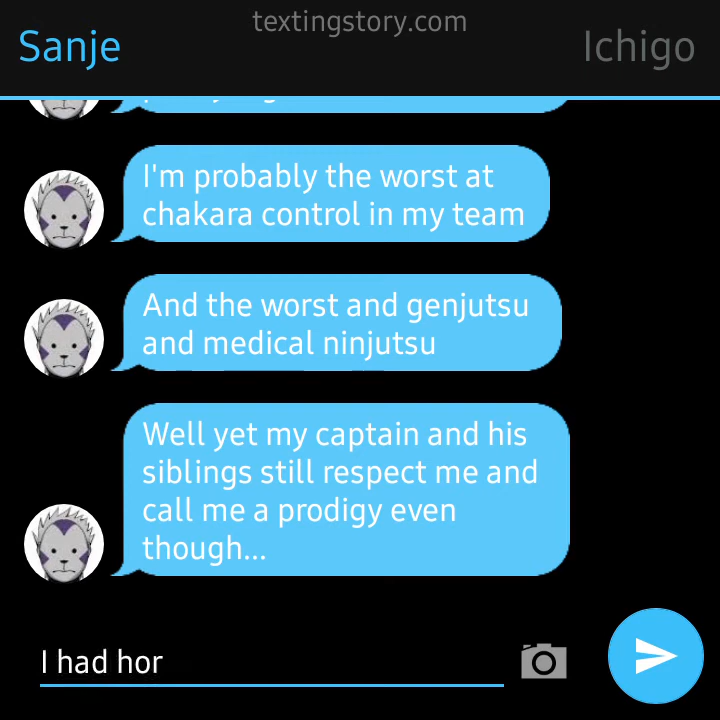 textingstory.com
Sanje
Ichigo
I'm probably the worst at
chakara control in my team
And the worst and genjutsu
and medical ninjutsu
Well yet my captain and his
siblings still respect me and
call me a prodigy even
though...
I had hor